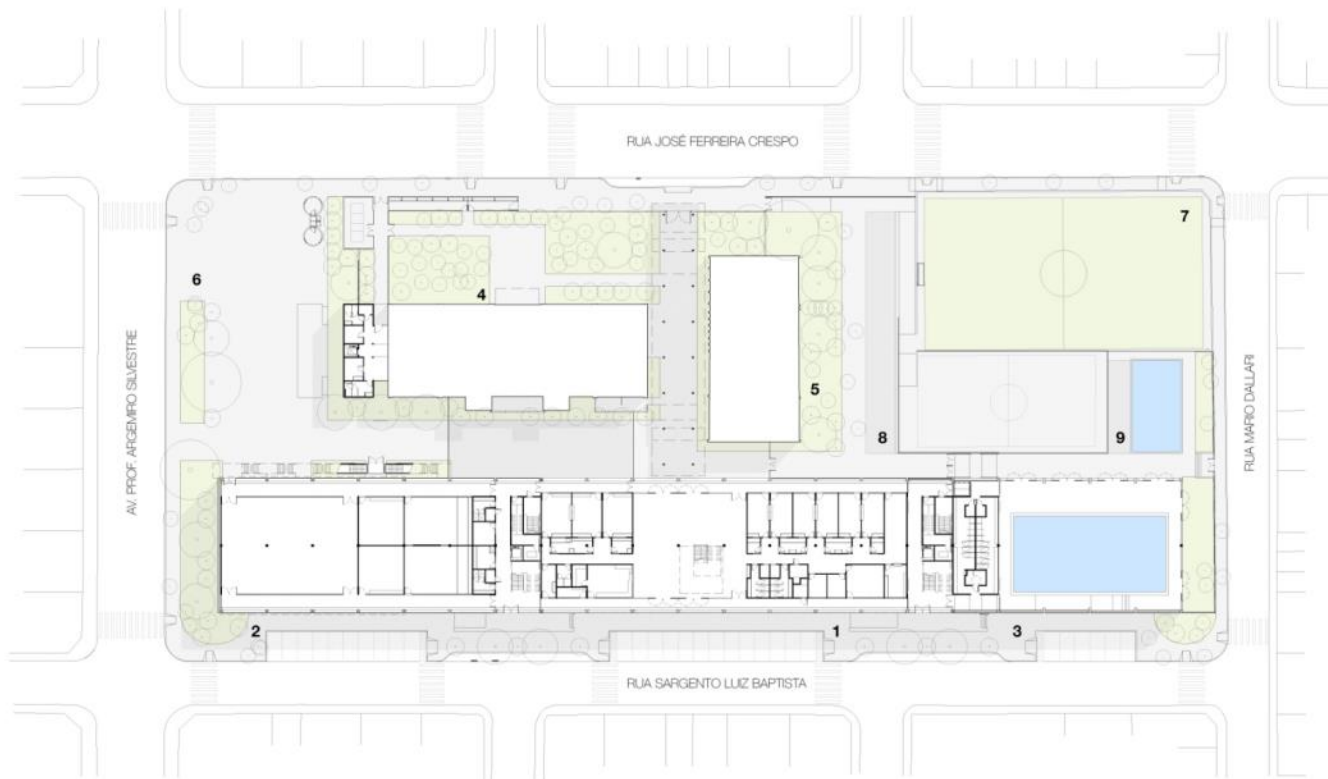 RUA JOSÉ FERREIRA CRESPO
7
6
4
AV. PROF. ARGEMIRO SILVESTRE
5
RUA MARIO DALLARI
8
9
2
1
3
RUA SARGENTO LUIZ BAPTISTA